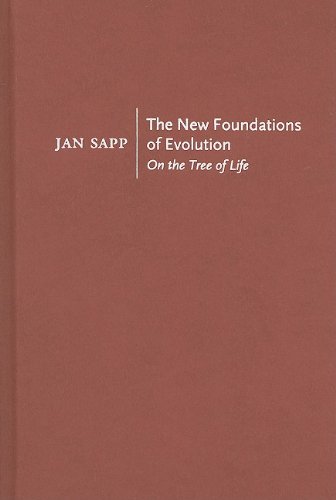 JAN SAPP
The New Foundations
of Evolution
On the Tree of Life